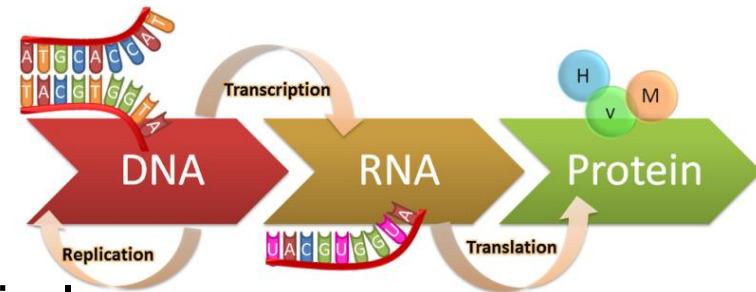 ATGCACCAT
TACGTGGTA
Transcription
H
V
M
DNA
RNA
Protein
Replication
UACGUGGUA
Translation